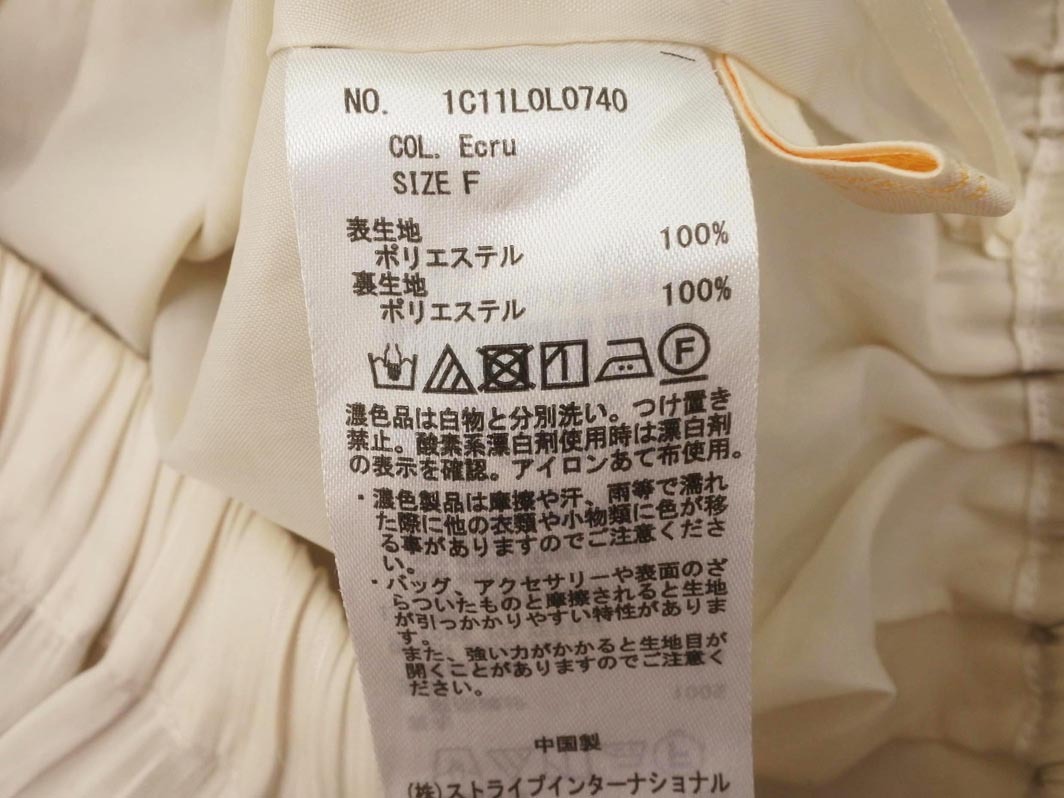 NO. 1C11L0L0740
COL. Ecru
SIZE F
表生地
ポリエステル 100%
裏生地
ポリエステル 100%
F
濃色品は白物と分別洗い。つけ置き
禁止。酸素系漂白剤使用時は漂白剤
の表示を確認。アイロンあて布使用。
・濃色製品は摩擦や汗、雨等で濡れ
た際に他の衣類や小物類に色が移
る事がありますのでご注意くださ
い。
・バッグ、アクセサリーや表面のざ
らついたものと摩擦されると生地
が引っかかりやすい特性がありま
す。
また、強い力がかかると生地目が
開くことがありますのでご注意く
ださい。
中国製
(株)ストライプインターナショナル